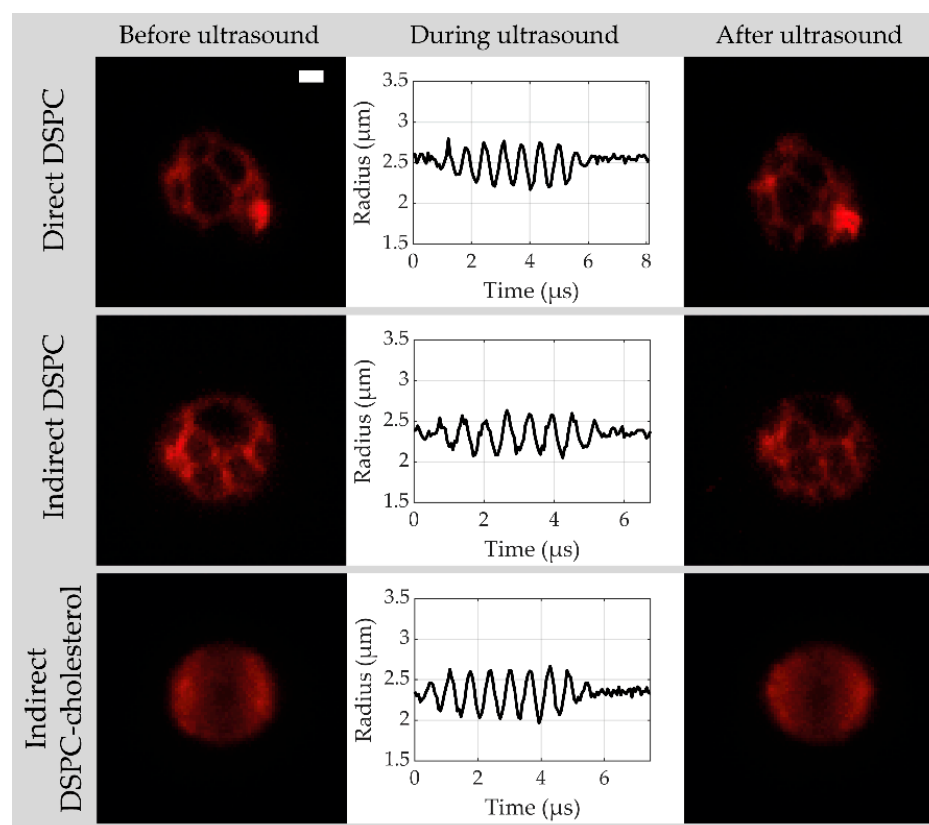 Before ultrasound
During ultrasound
After ultrasound
Direct DSPC
3.5
3
2.5
2
1.5
Radius (µm)
0 2 4 6 8
Time (µs)
Indirect DSPC
3.5
3
2.5
2
1.5
Radius (µm)
0 2 4 6
Time (µs)
Indirect
DSPC-cholesterol
3.5
3
2.5
2
1.5
Radius (µm)
0 2 4 6
Time (µs)